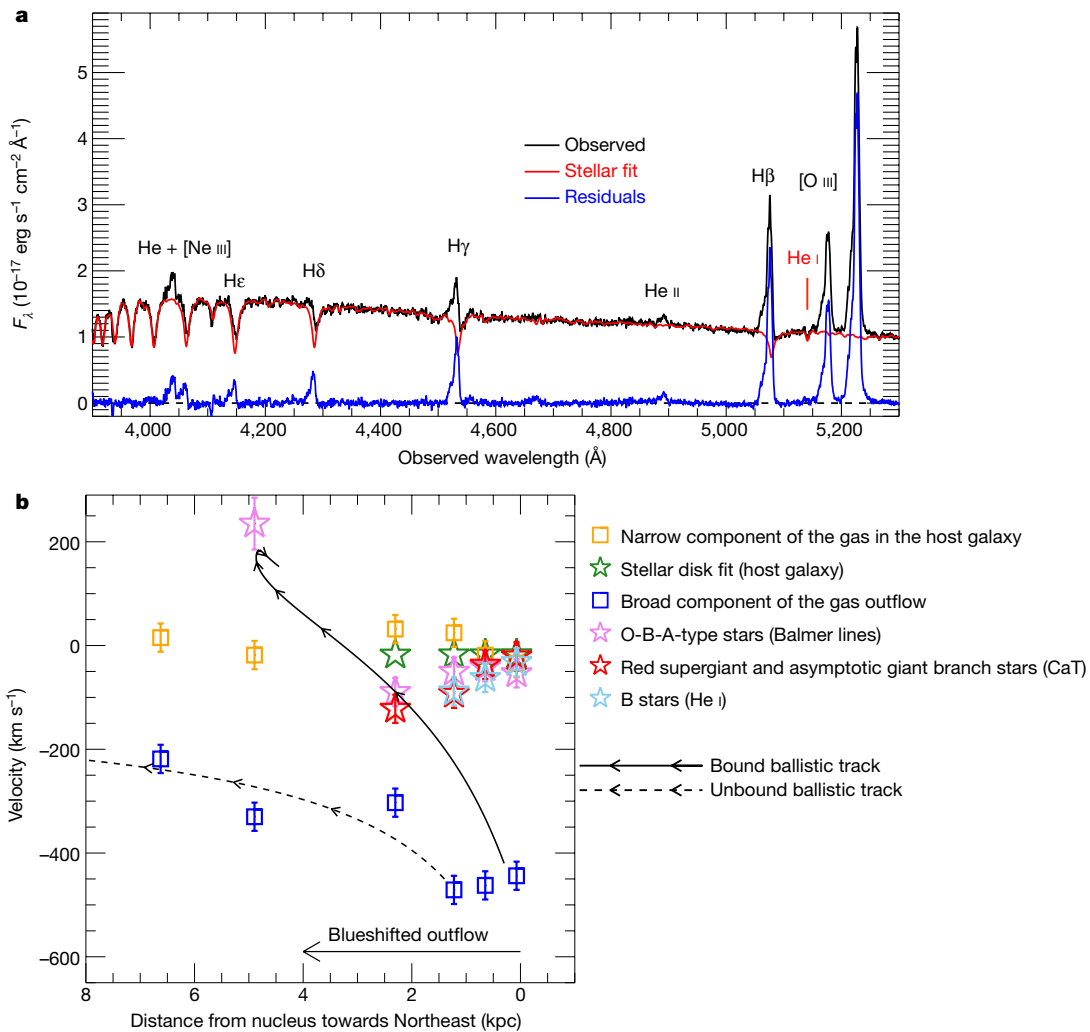 a
5
4
3
2
1
0
F_λ (10⁻¹⁷ erg s⁻¹ cm⁻² Å⁻¹)
Observed
Stellar fit
Residuals
He + [Ne III]
Hε
Hδ
Hγ
He II
Hβ
He I
[O III]
4,000 4,200 4,400 4,600 4,800 5,000 5,200
Observed wavelength (Å)
b
200
0
−200
−400
−600
Velocity (km s⁻¹)
Blueshifted outflow
8 6 4 2 0
Distance from nucleus towards Northeast (kpc)
Narrow component of the gas in the host galaxy
Stellar disk fit (host galaxy)
Broad component of the gas outflow
O-B-A-type stars (Balmer lines)
Red supergiant and asymptotic giant branch stars (CaT)
B stars (He I)
Bound ballistic track
Unbound ballistic track